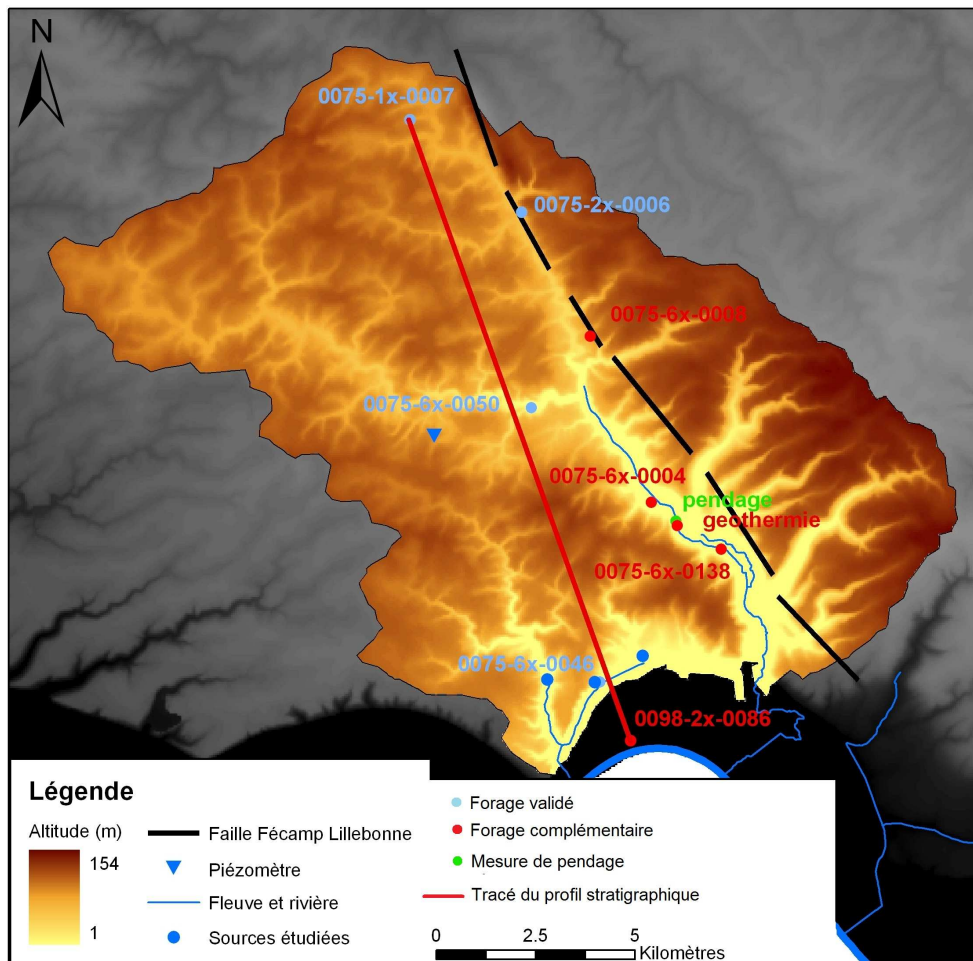 N
0075-1x-0007
0075-2x-0006
0075-6x-0008
0075-6x-0050
0075-6x-0004
pendage
geothermie
0075-6x-0138
0075-6x-0046
0098-2x-0086
Légende
Altitude (m)
154
1
Faille Fécamp Lillebonne
Piézomètre
Fleuve et rivière
Sources étudiées
Forage validé
Forage complémentaire
Mesure de pendage
Tracé du profil stratigraphique
0 2.5 5
Kilomètres